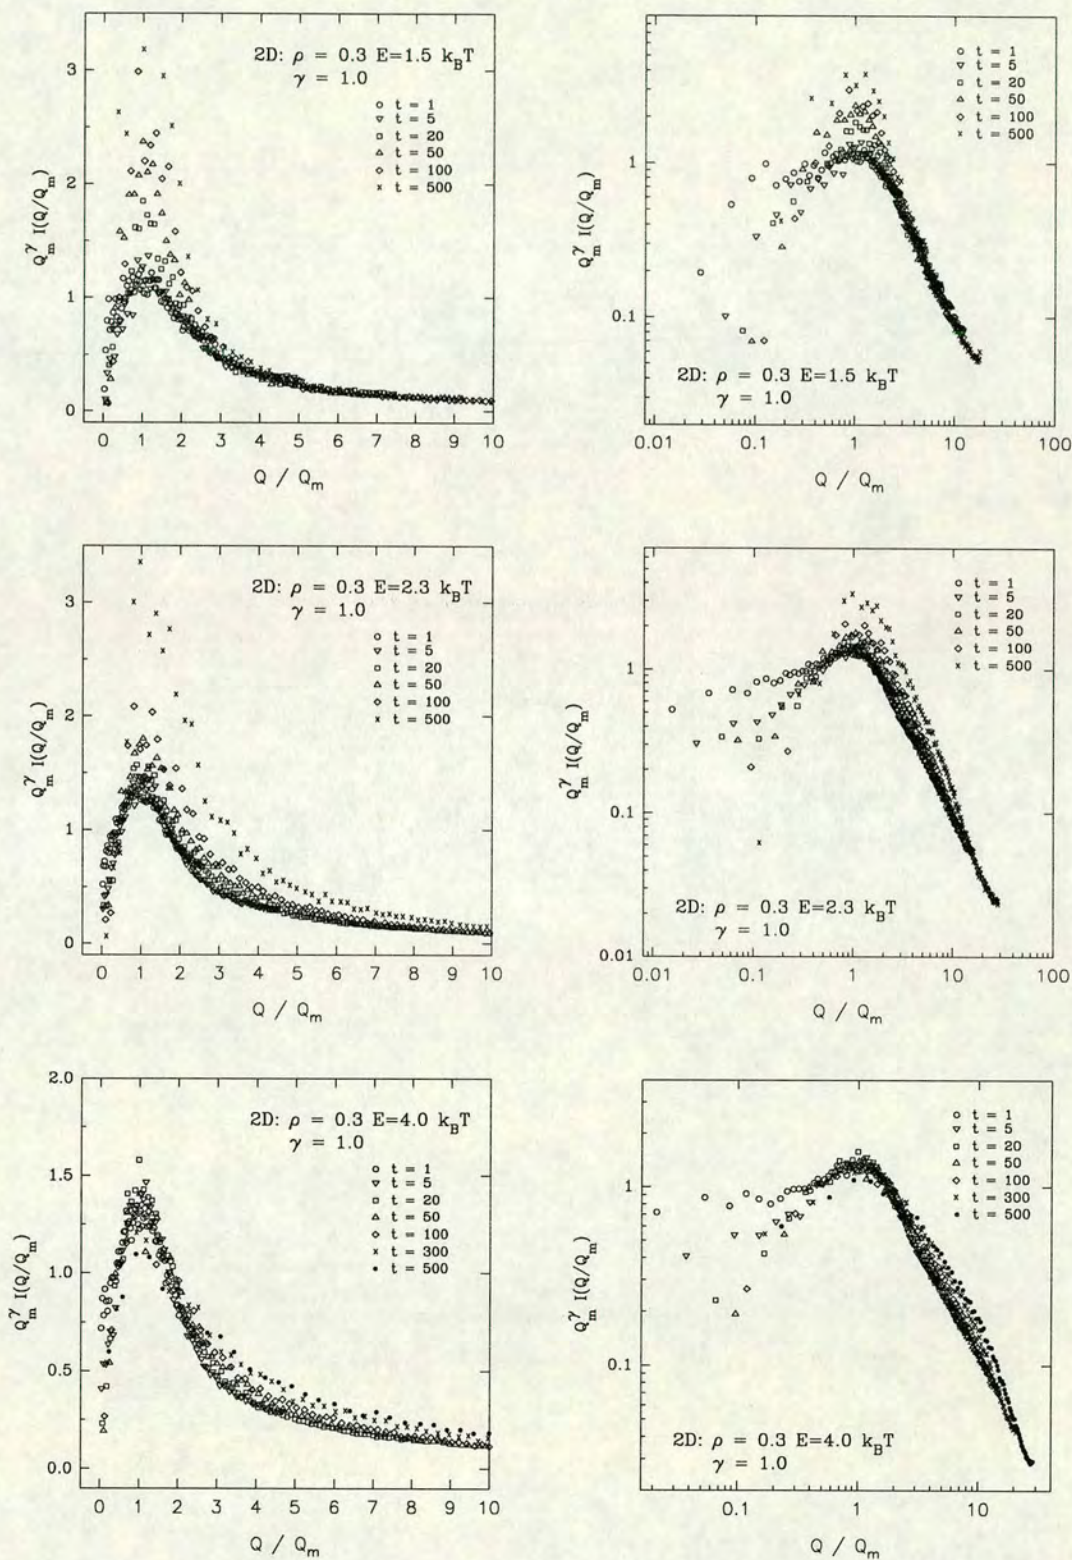 2D: ρ = 0.3 E=1.5 k_BT
γ = 1.0
○ t = 1
▽ t = 5
□ t = 20
△ t = 50
◇ t = 100
× t = 500
3
2
1
0
Q_m^γ I(Q/Q_m)
0 1 2 3 4 5 6 7 8 9 10
Q / Q_m
○ t = 1
▽ t = 5
□ t = 20
△ t = 50
◇ t = 100
× t = 500
1
0.1
Q_m^γ I(Q/Q_m)
2D: ρ = 0.3 E=1.5 k_BT
γ = 1.0
0.01 0.1 1 10 100
Q / Q_m
2D: ρ = 0.3 E=2.3 k_BT
γ = 1.0
○ t = 1
▽ t = 5
□ t = 20
△ t = 50
◇ t = 100
× t = 500
3
2
1
0
Q_m^γ I(Q/Q_m)
0 1 2 3 4 5 6 7 8 9 10
Q / Q_m
○ t = 1
▽ t = 5
□ t = 20
△ t = 50
◇ t = 100
× t = 500
1
0.1
0.01
Q_m^γ I(Q/Q_m)
2D: ρ = 0.3 E=2.3 k_BT
γ = 1.0
0.01 0.1 1 10 100
Q / Q_m
2D: ρ = 0.3 E=4.0 k_BT
γ = 1.0
○ t = 1
▽ t = 5
□ t = 20
△ t = 50
◇ t = 100
× t = 300
• t = 500
2.0
1.5
1.0
0.5
0.0
Q_m^γ I(Q/Q_m)
0 1 2 3 4 5 6 7 8 9 10
Q / Q_m
○ t = 1
▽ t = 5
□ t = 20
△ t = 50
◇ t = 100
× t = 300
• t = 500
1
0.1
Q_m^γ I(Q/Q_m)
2D: ρ = 0.3 E=4.0 k_BT
γ = 1.0
0.1 1 10
Q / Q_m